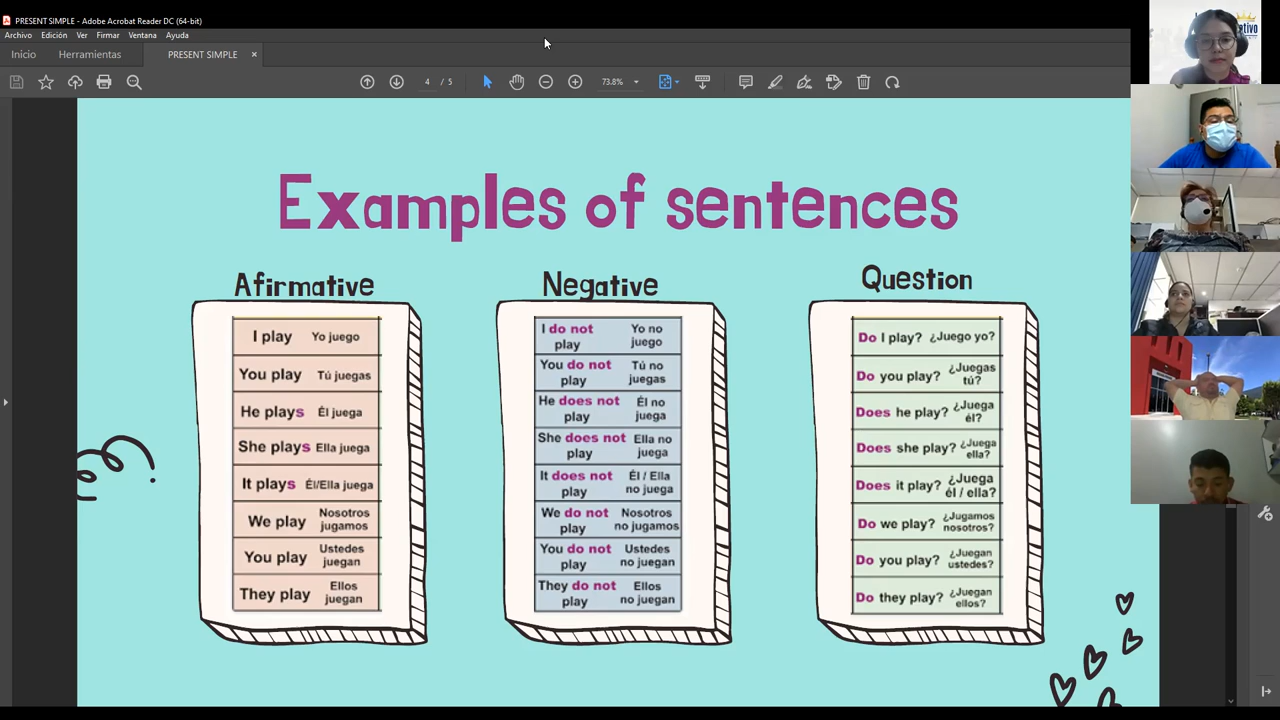 PRESENT SIMPLE - Adobe Acrobat Reader DC (64-bit)
Archivo Edición Ver Firmar Ventana Ayuda
Inicio Herramientas PRESENT SIMPLE ×
4 / 5 73.8%
Examples of sentences
Afirmative
I play Yo juego
You play Tú juegas
He plays Él juega
She plays Ella juega
It plays Él/Ella juega
We play Nosotros jugamos
You play Ustedes juegan
They play Ellos juegan
Negative
I do not play Yo no juego
You do not play Tú no juegas
He does not play Él no juega
She does not play Ella no juega
It does not play Él / Ella no juega
We do not play Nosotros no jugamos
You do not play Ustedes no juegan
They do not play Ellos no juegan
Question
Do I play? ¿Juego yo?
Do you play? ¿Juegas tú?
Does he play? ¿Juega él?
Does she play? ¿Juega ella?
Does it play? ¿Juega él / ella?
Do we play? ¿Jugamos nosotros?
Do you play? ¿Juegan ustedes?
Do they play? ¿Juegan ellos?